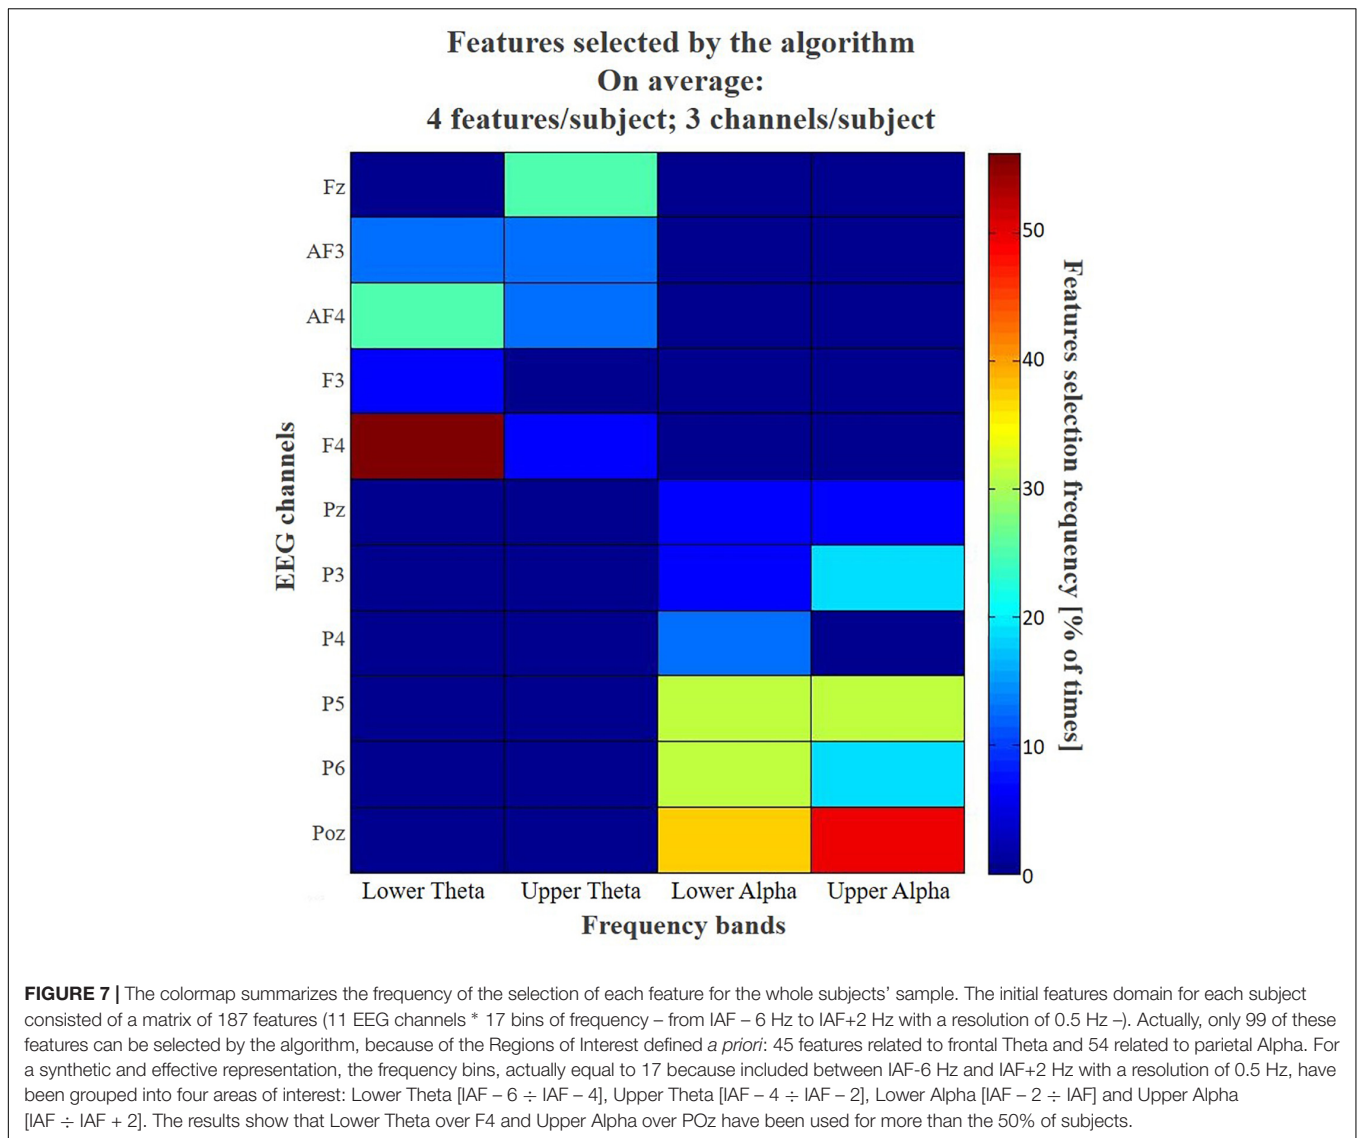 Features selected by the algorithm
On average:
4 features/subject; 3 channels/subject
Fz
AF3
AF4
F3
F4
Pz
P3
P4
P5
P6
Poz
EEG channels
Lower Theta
Upper Theta
Lower Alpha
Upper Alpha
Frequency bands
50
40
30
20
10
0
Features selection frequency [% of times]
FIGURE 7 | The colormap summarizes the frequency of the selection of each feature for the whole subjects' sample. The initial features domain for each subject
consisted of a matrix of 187 features (11 EEG channels * 17 bins of frequency – from IAF – 6 Hz to IAF+2 Hz with a resolution of 0.5 Hz –). Actually, only 99 of these
features can be selected by the algorithm, because of the Regions of Interest defined a priori: 45 features related to frontal Theta and 54 related to parietal Alpha. For
a synthetic and effective representation, the frequency bins, actually equal to 17 because included between IAF-6 Hz and IAF+2 Hz with a resolution of 0.5 Hz, have
been grouped into four areas of interest: Lower Theta [IAF – 6 ÷ IAF – 4], Upper Theta [IAF – 4 ÷ IAF – 2], Lower Alpha [IAF – 2 ÷ IAF] and Upper Alpha
[IAF ÷ IAF + 2]. The results show that Lower Theta over F4 and Upper Alpha over POz have been used for more than the 50% of subjects.